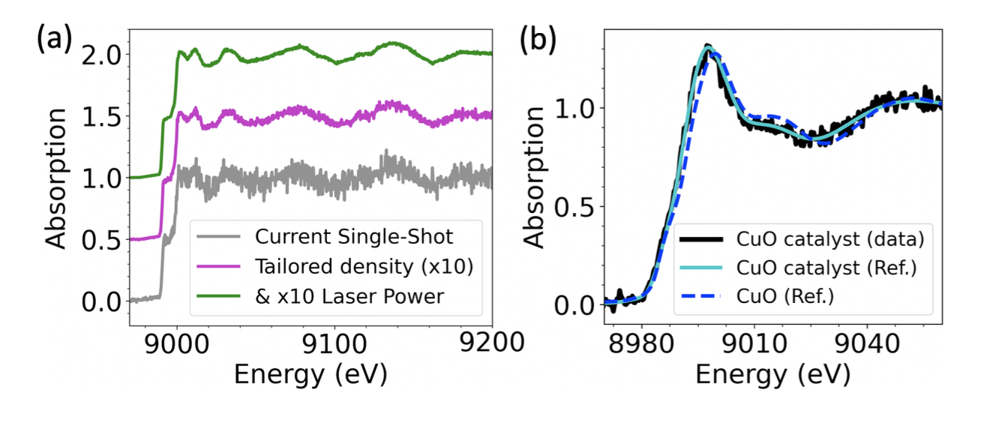 (a)
2.0
1.5
1.0
0.5
0.0
Absorption
Current Single-Shot
Tailored density (x10)
& x10 Laser Power
9000
9100
9200
Energy (eV)
(b)
1.0
0.5
0.0
Absorption
CuO catalyst (data)
CuO catalyst (Ref.)
CuO (Ref.)
8980
9010
9040
Energy (eV)